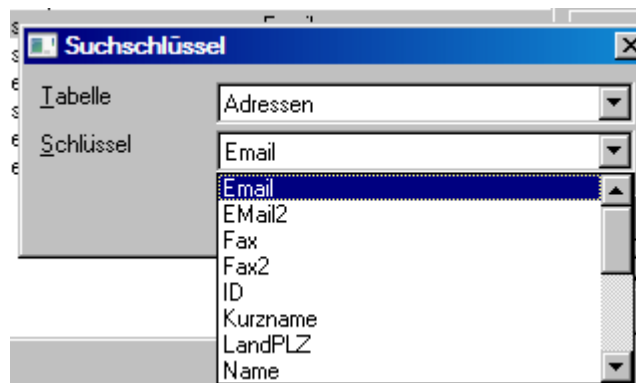 Suchschlüssel
Tabelle
Adressen
Schlüssel
Email
Email
EMail2
Fax
Fax2
ID
Kurzname
LandPLZ
Name